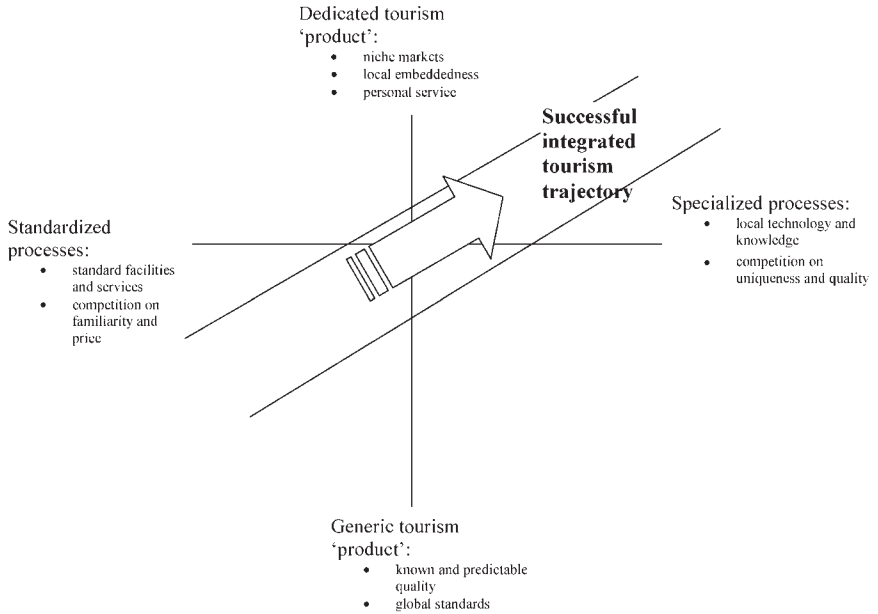 Dedicated tourism
‘product’:
• niche markets
• local embeddedness
• personal service
Successful
integrated
tourism
trajectory
Standardized
processes:
• standard facilities
and services
• competition on
familiarity and
price
Specialized processes:
• local technology and
knowledge
• competition on
uniqueness and quality
Generic tourism
‘product’:
• known and predictable
quality
• global standards